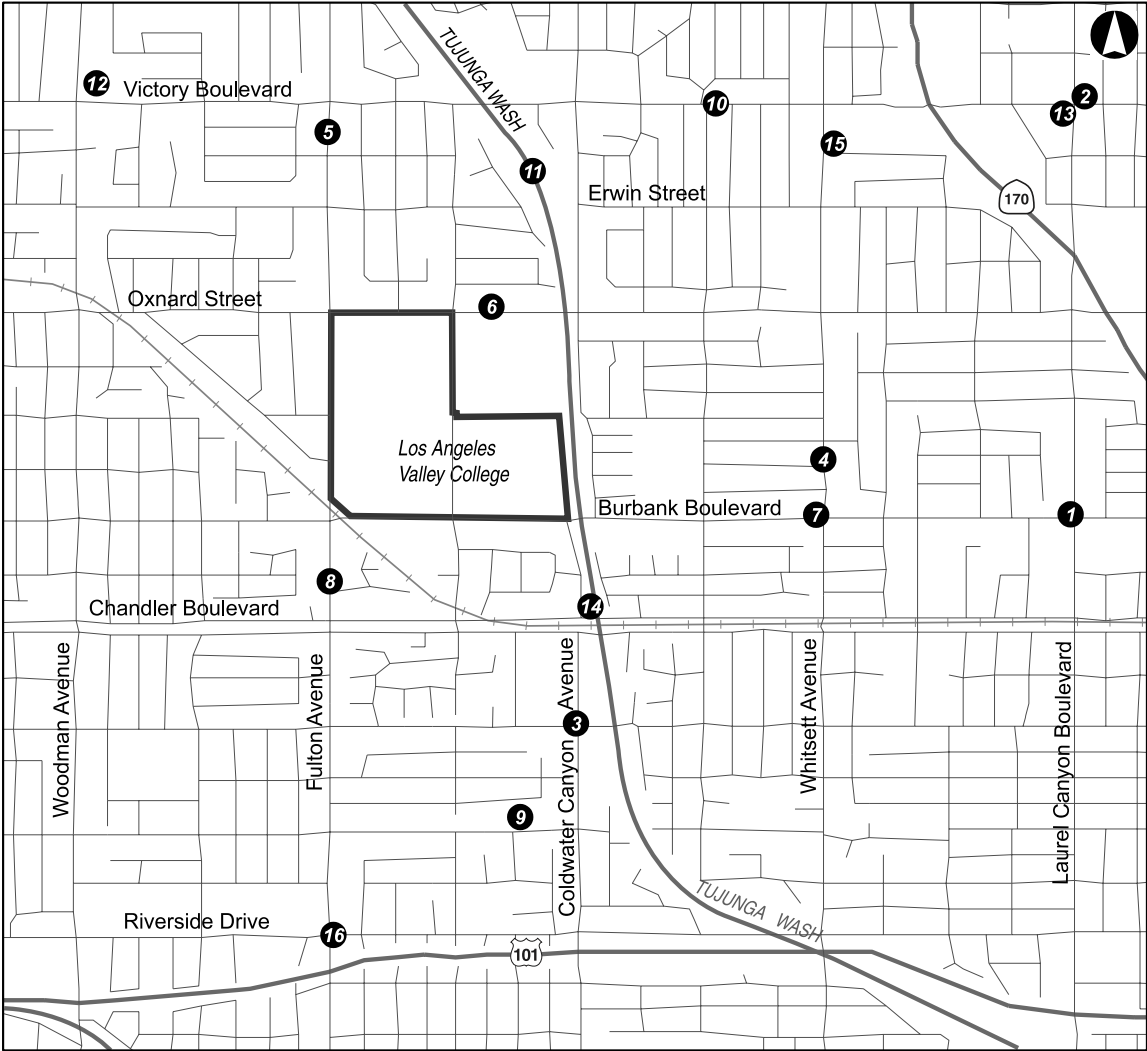 TUJUNGA WASH
12
Victory Boulevard
2
10
13
5
15
11
Erwin Street
170
Oxnard Street
6
Los Angeles
Valley College
4
Burbank Boulevard
7
1
8
Chandler Boulevard
14
Woodman Avenue
Fulton Avenue
Coldwater Canyon Avenue
Whitsett Avenue
Laurel Canyon Boulevard
3
9
TUJUNGA WASH
Riverside Drive
16
101